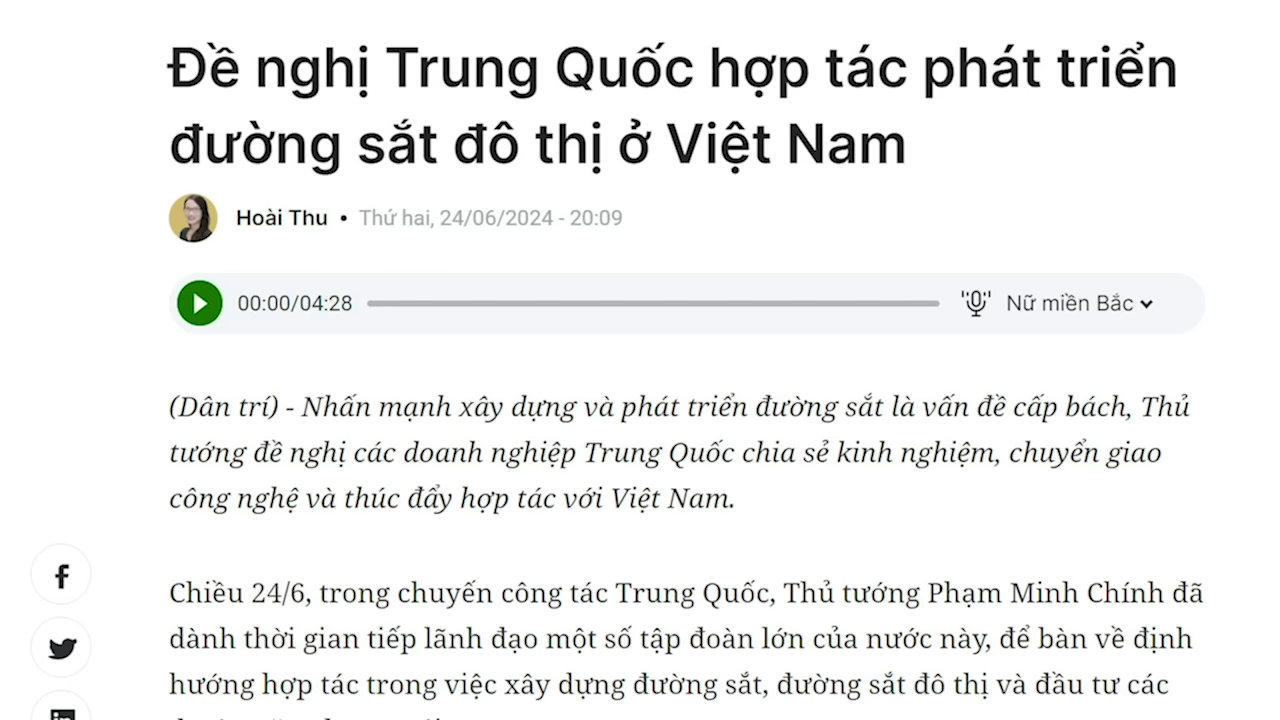 Đề nghị Trung Quốc hợp tác phát triển
đường sắt đô thị ở Việt Nam
Hoài Thu • Thứ hai, 24/06/2024 - 20:09
00:00/04:28 Nữ miền Bắc
(Dân trí) - Nhấn mạnh xây dựng và phát triển đường sắt là vấn đề cấp bách, Thủ
tướng đề nghị các doanh nghiệp Trung Quốc chia sẻ kinh nghiệm, chuyển giao
công nghệ và thúc đẩy hợp tác với Việt Nam.
Chiều 24/6, trong chuyến công tác Trung Quốc, Thủ tướng Phạm Minh Chính đã
dành thời gian tiếp lãnh đạo một số tập đoàn lớn của nước này, để bàn về định
hướng hợp tác trong việc xây dựng đường sắt, đường sắt đô thị và đầu tư các